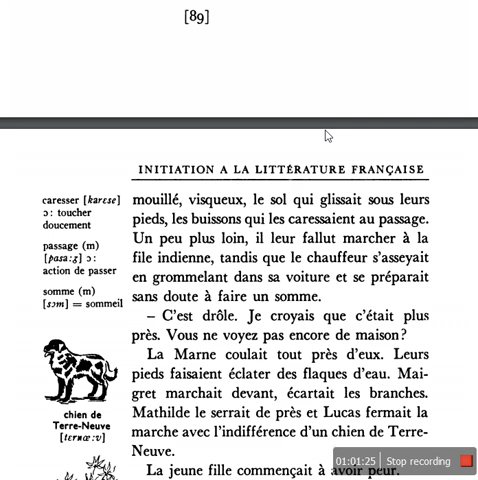 [89]
INITIATION A LA LITTÉRATURE FRANÇAISE
caresser [karɛse]
ɔ : toucher
doucement
passage (m)
[pasa:ʒ] ɔ :
action de passer
somme (m)
[sɔm] = sommeil
chien de
Terre-Neuve
[tɛrnœ:v]
mouillé, visqueux, le sol qui glissait sous leurs
pieds, les buissons qui les caressaient au passage.
Un peu plus loin, il leur fallut marcher à la
file indienne, tandis que le chauffeur s'asseyait
en grommelant dans sa voiture et se préparait
sans doute à faire un somme.
– C'est drôle. Je croyais que c'était plus
près. Vous ne voyez pas encore de maison?
La Marne coulait tout près d'eux. Leurs
pieds faisaient éclater des flaques d'eau. Mai-
gret marchait devant, écartait les branches.
Mathilde le serrait de près et Lucas fermait la
marche avec l'indifférence d'un chien de Terre-
Neuve.
La jeune fille commençait à avoir peur.
01:01:25 Stop recording